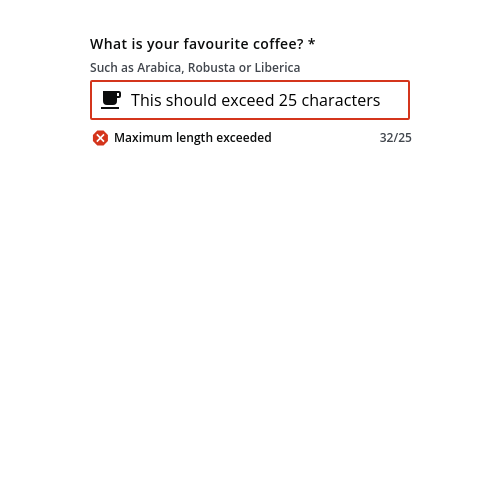 What is your favourite coffee? *
Such as Arabica, Robusta or Liberica
This should exceed 25 characters
Maximum length exceeded 32/25